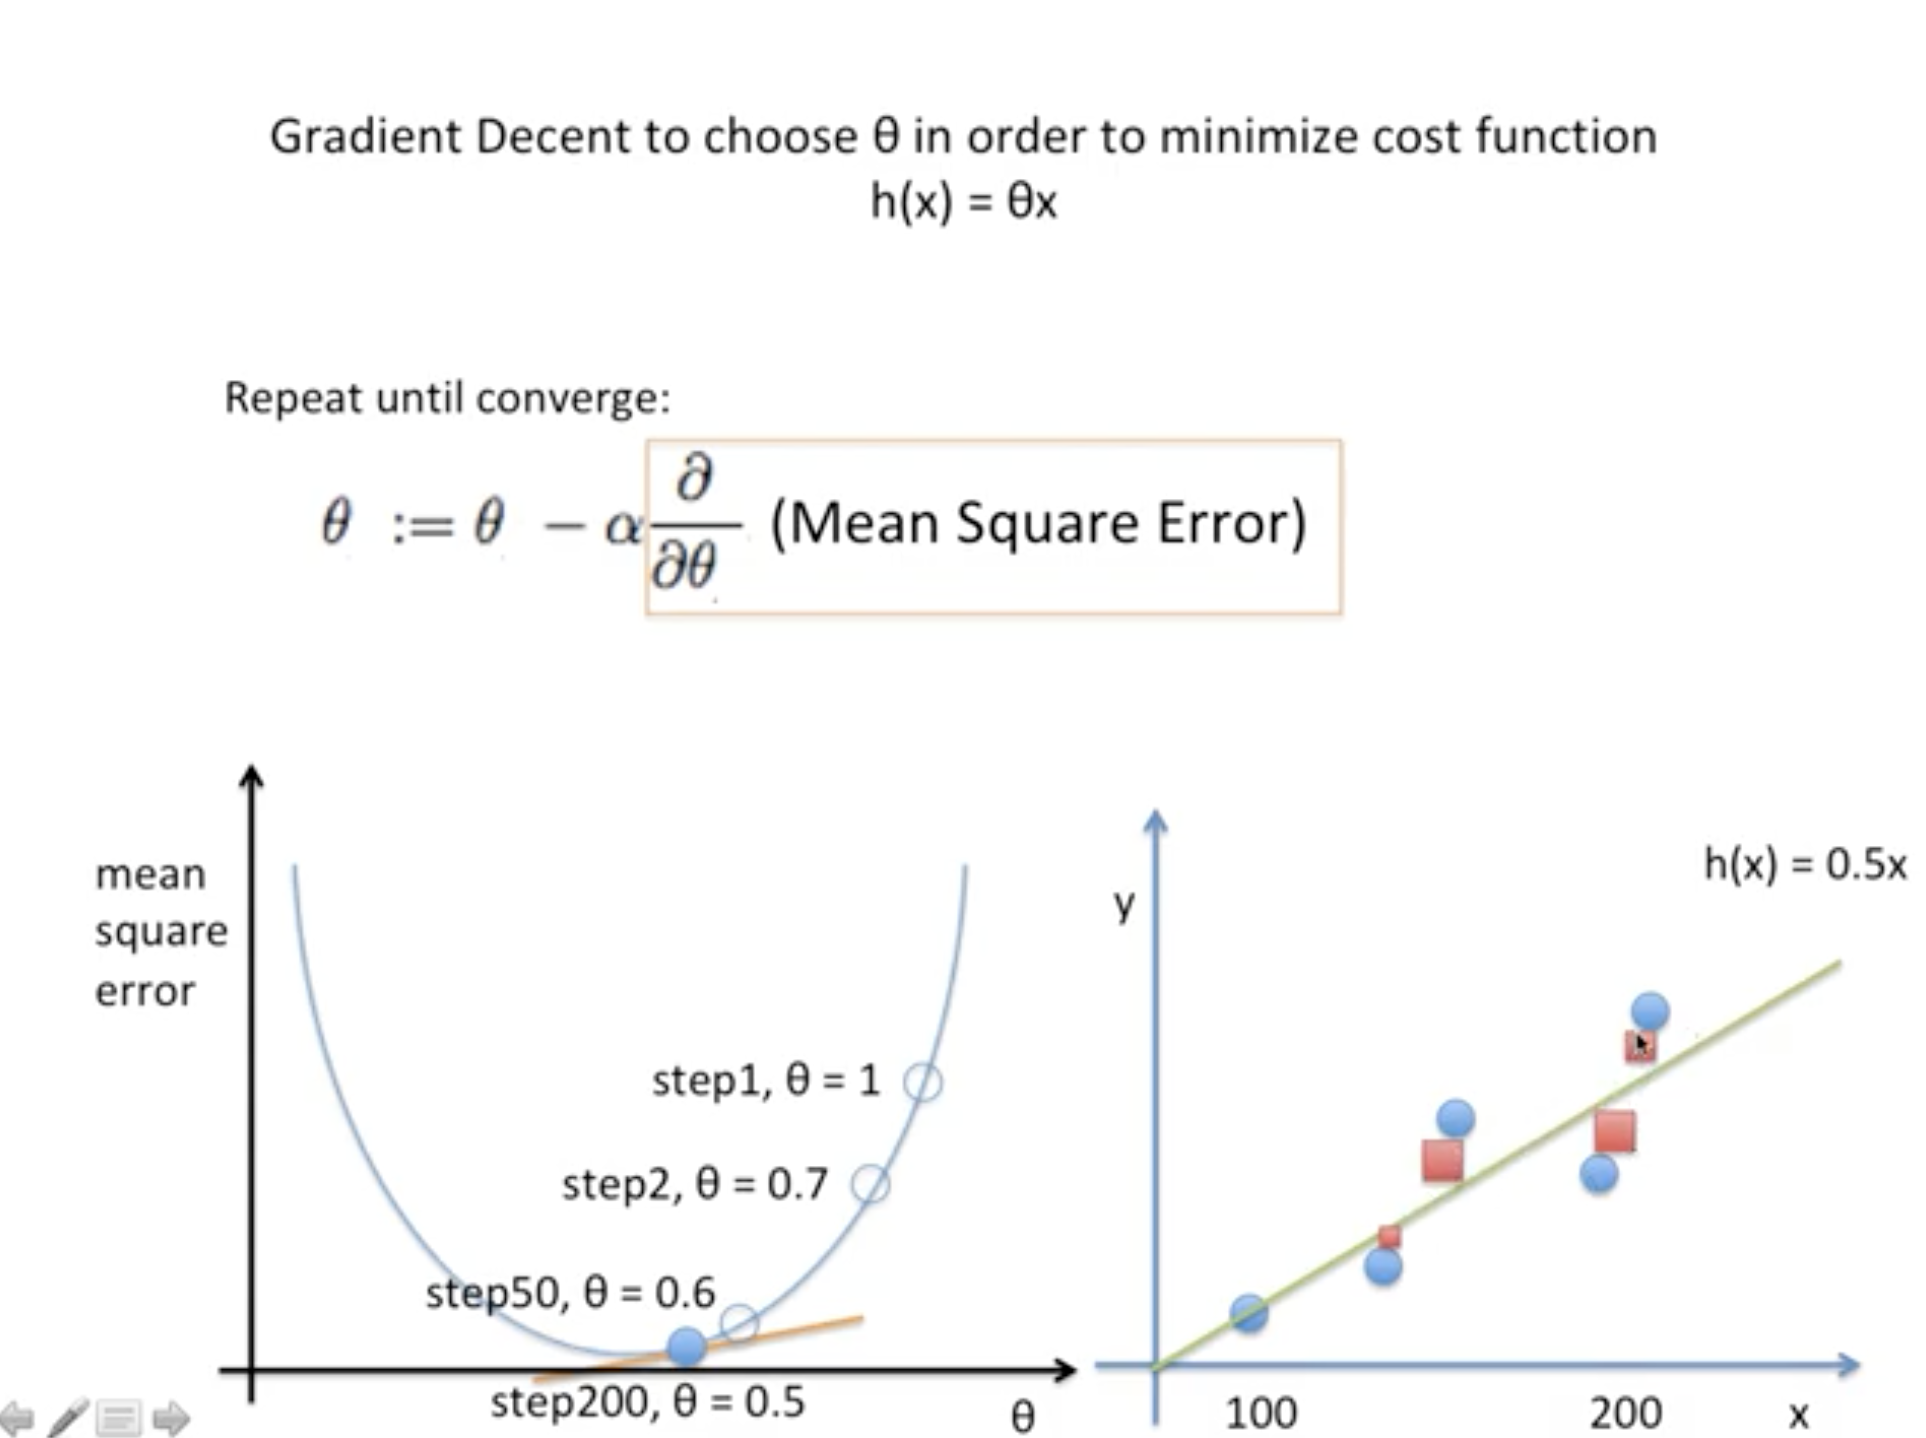 Gradient Decent to choose θ in order to minimize cost function
h(x) = θx
Repeat until converge:
θ := θ − α ∂/∂θ (Mean Square Error)
mean
square
error
step1, θ = 1
step2, θ = 0.7
step50, θ = 0.6
step200, θ = 0.5
θ
h(x) = 0.5x
y
100 200 x